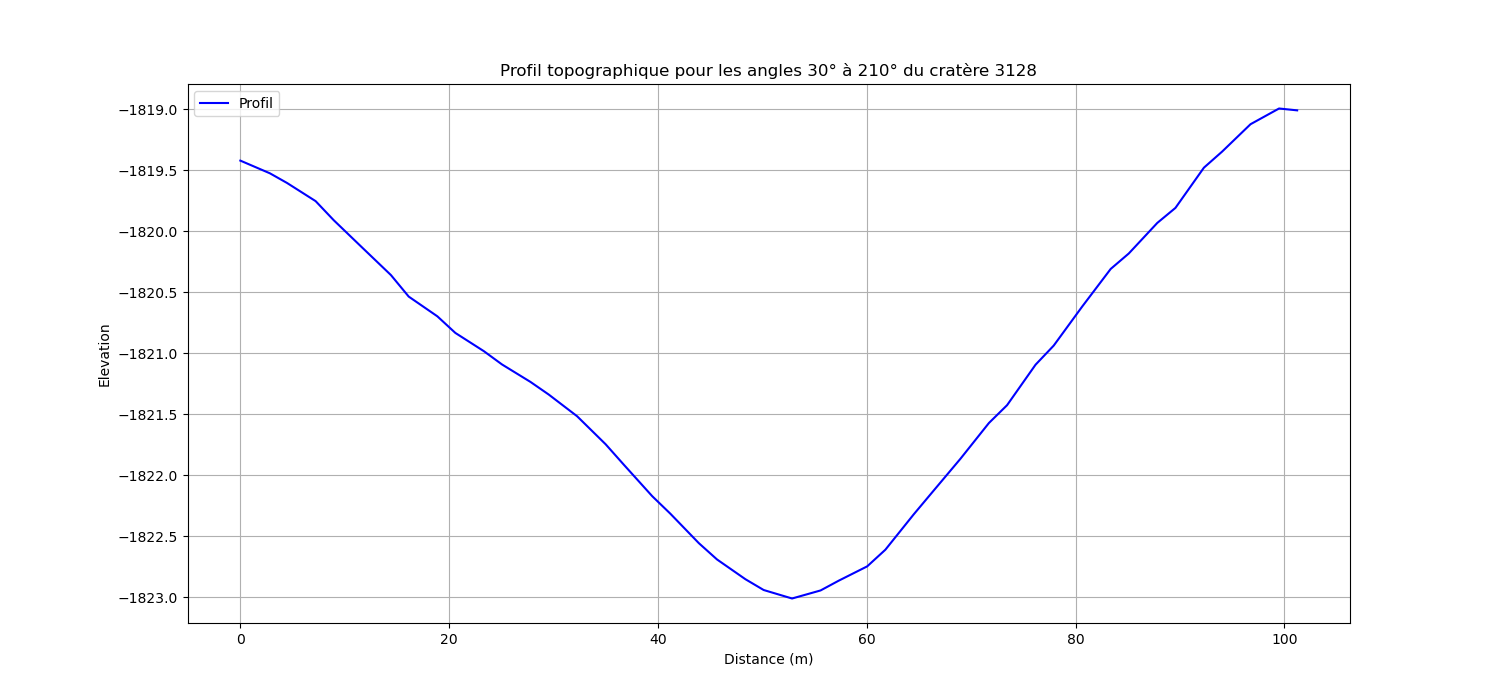 Profil topographique pour les angles 30° à 210° du cratère 3128
Profil
−1819.0
−1819.5
−1820.0
−1820.5
−1821.0
−1821.5
−1822.0
−1822.5
−1823.0
Elevation
0 20 40 60 80 100
Distance (m)